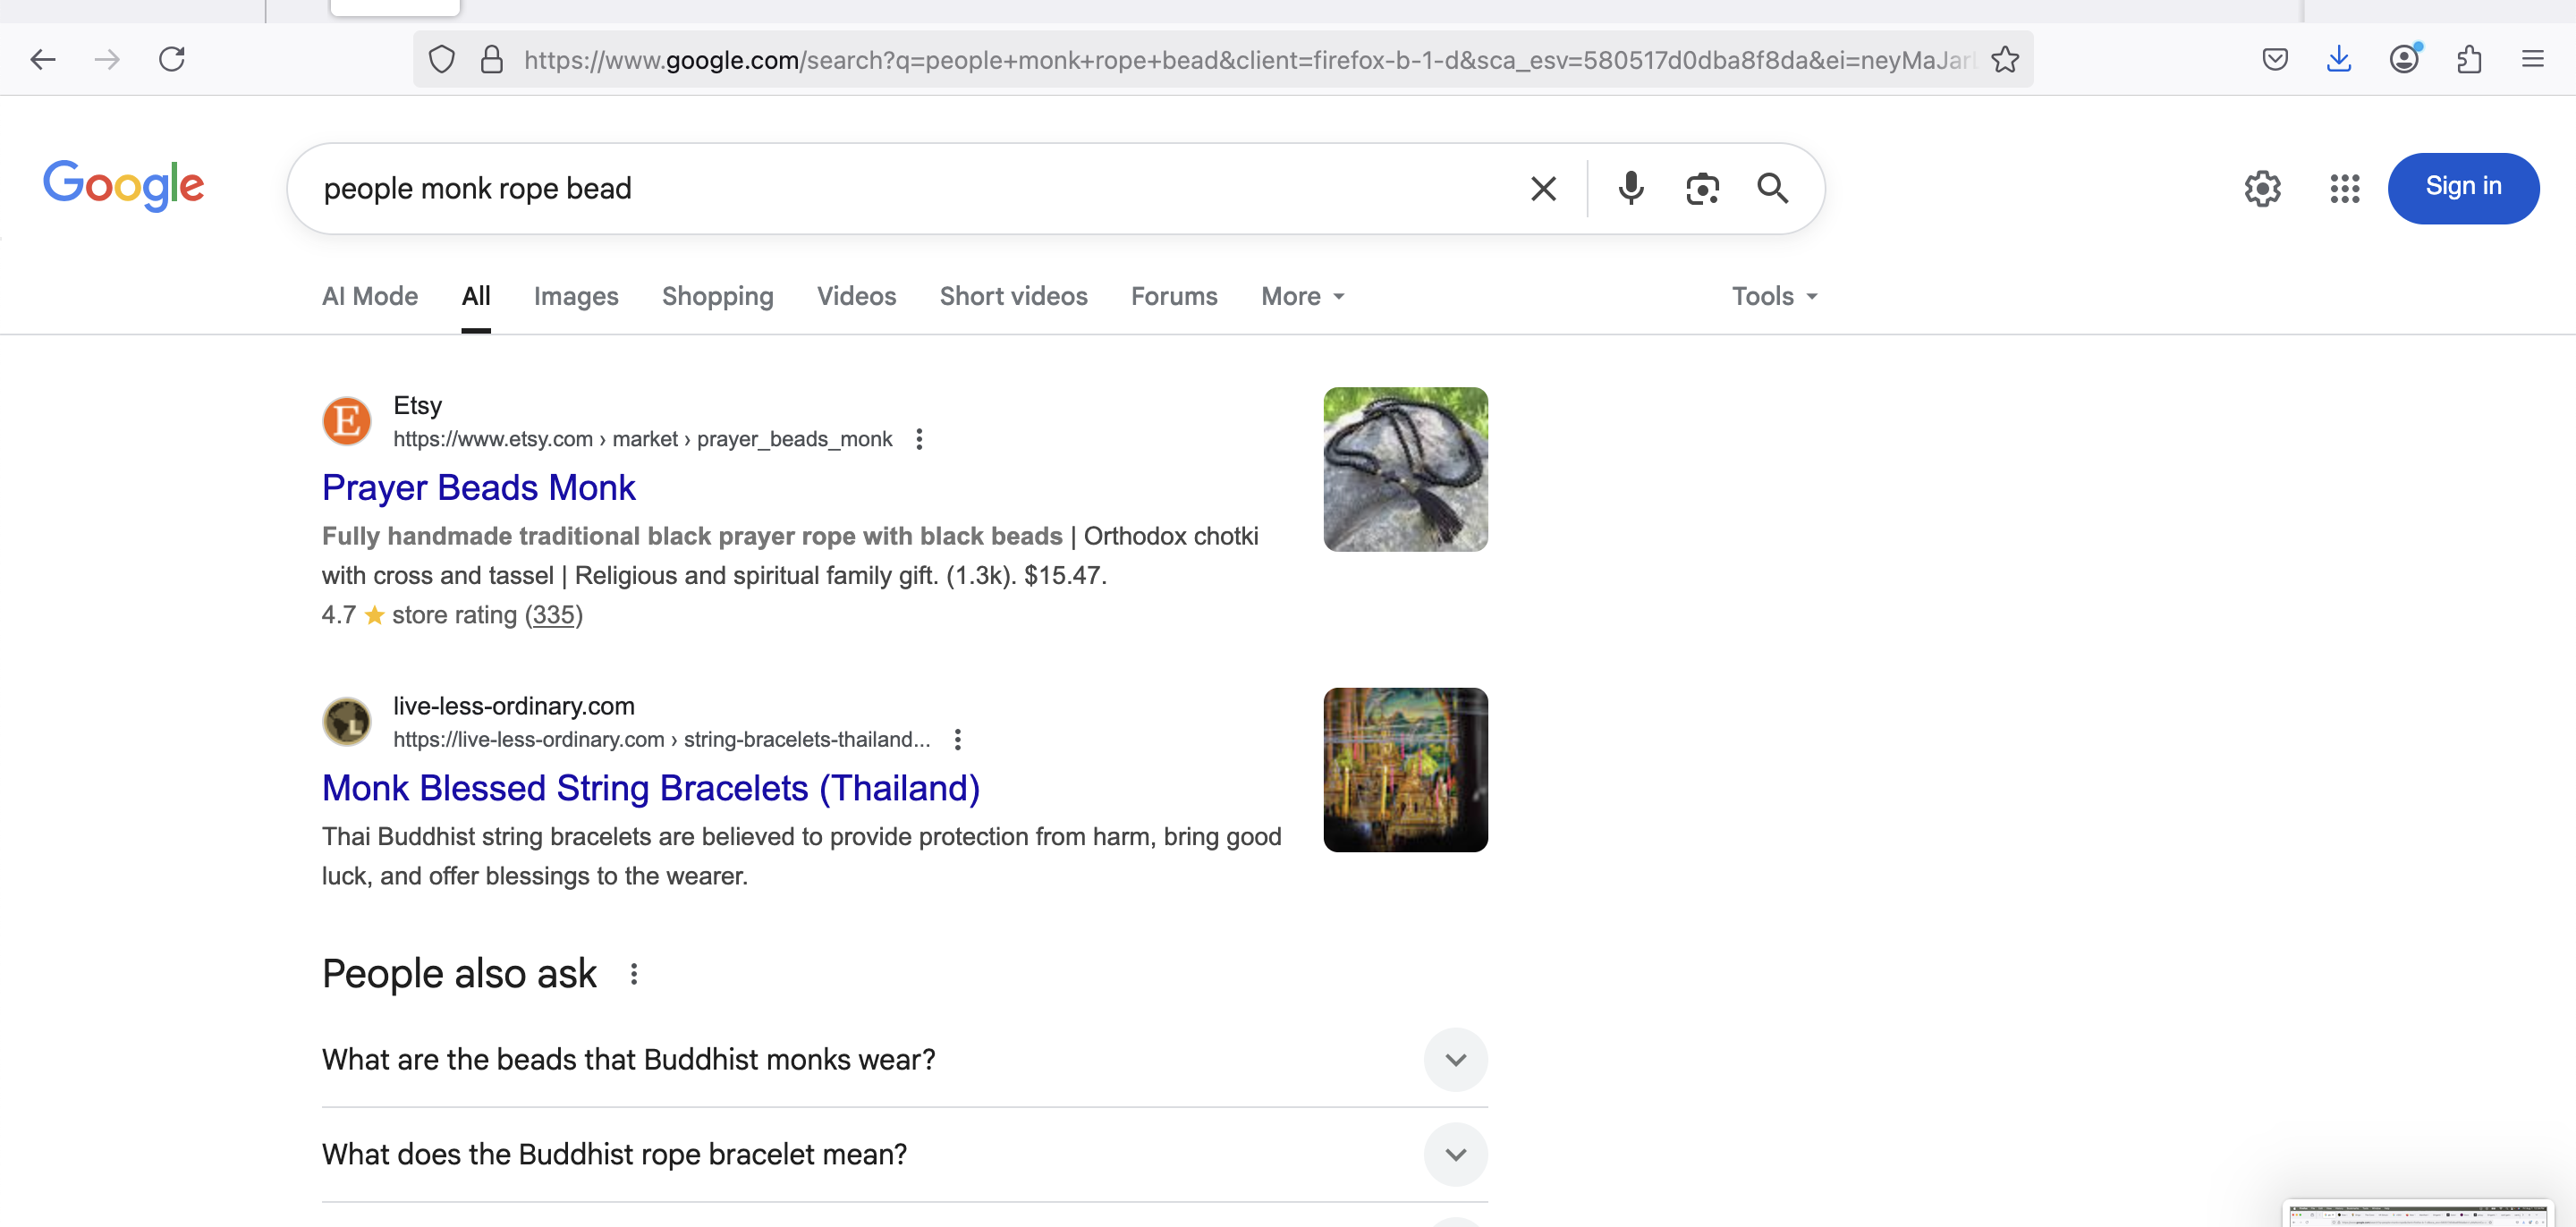 https://www.google.com/search?q=people+monk+rope+bead&client=firefox-b-1-d&sca_esv=580517d0dba8f8da&ei=neyMaJar
Google
people monk rope bead
Sign in
AI Mode All Images Shopping Videos Short videos Forums More Tools
E
Etsy
https://www.etsy.com › market › prayer_beads_monk
Prayer Beads Monk
Fully handmade traditional black prayer rope with black beads | Orthodox chotki
with cross and tassel | Religious and spiritual family gift. (1.3k). $15.47.
4.7 ★ store rating (335)
L
live-less-ordinary.com
https://live-less-ordinary.com › string-bracelets-thailand...
Monk Blessed String Bracelets (Thailand)
Thai Buddhist string bracelets are believed to provide protection from harm, bring good
luck, and offer blessings to the wearer.
People also ask
What are the beads that Buddhist monks wear?
What does the Buddhist rope bracelet mean?